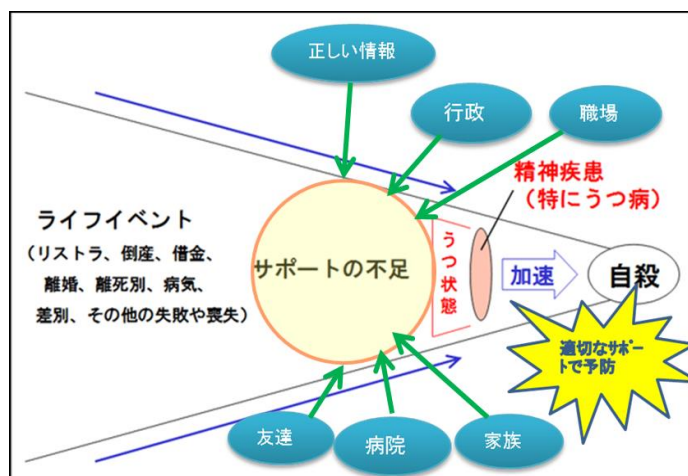 正しい情報
行政
職場
精神疾患
(特にうつ病)
ライフイベント
(リストラ、倒産、借金、
離婚、離死別、病気、
差別、その他の失敗や喪失)
サポートの不足
うつ状態
加速
自殺
適切なサポー
トで予防
友達
病院
家族